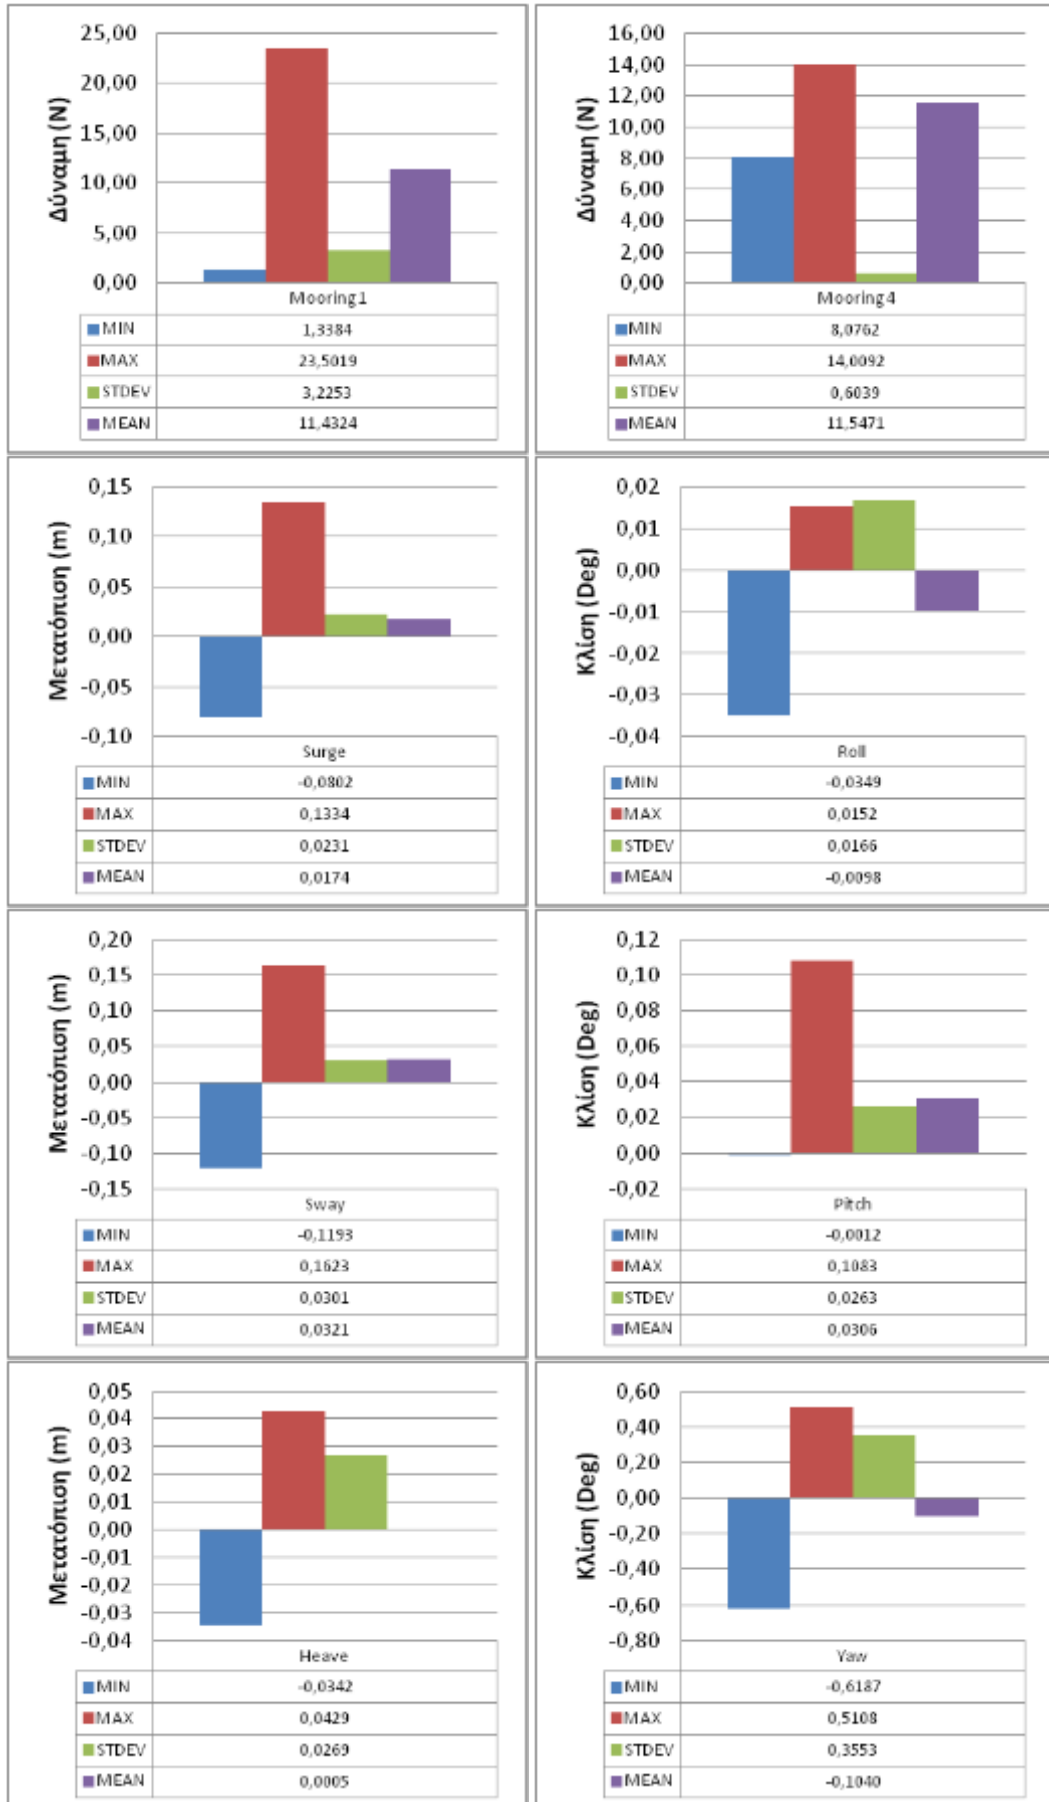 Δύναμη (N)
25,00
20,00
15,00
10,00
5,00
0,00
Mooring1
MIN 1,3384
MAX 23,5019
STDEV 3,2253
MEAN 11,4324
Δύναμη (N)
16,00
14,00
12,00
10,00
8,00
6,00
4,00
2,00
0,00
Mooring4
MIN 8,0762
MAX 14,0092
STDEV 0,6039
MEAN 11,5471
Μετατόπιση (m)
0,15
0,10
0,05
0,00
-0,05
-0,10
Surge
MIN -0,0802
MAX 0,1334
STDEV 0,0231
MEAN 0,0174
Κλίση (Deg)
0,02
0,01
0,00
-0,01
-0,02
-0,03
-0,04
Roll
MIN -0,0349
MAX 0,0152
STDEV 0,0166
MEAN -0,0098
Μετατόπιση (m)
0,20
0,15
0,10
0,05
0,00
-0,05
-0,10
-0,15
Sway
MIN -0,1193
MAX 0,1623
STDEV 0,0301
MEAN 0,0321
Κλίση (Deg)
0,12
0,10
0,08
0,06
0,04
0,02
0,00
-0,02
Pitch
MIN -0,0012
MAX 0,1083
STDEV 0,0263
MEAN 0,0306
Μετατόπιση (m)
0,05
0,04
0,03
0,02
0,01
0,00
-0,01
-0,02
-0,03
-0,04
Heave
MIN -0,0342
MAX 0,0429
STDEV 0,0269
MEAN 0,0005
Κλίση (Deg)
0,60
0,40
0,20
0,00
-0,20
-0,40
-0,60
-0,80
Yaw
MIN -0,6187
MAX 0,5108
STDEV 0,3553
MEAN -0,1040